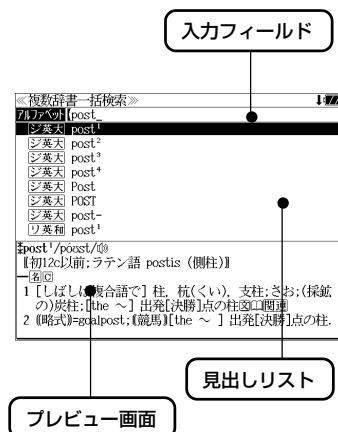 入力フィールド
≪複数辞書一括検索≫
アルファベット[post_
ジ英大 post¹
ジ英大 post²
ジ英大 post³
ジ英大 post⁴
ジ英大 Post
ジ英大 POST
ジ英大 post-
リ英和 post¹
post¹/póʊst/
〚初12c以前;ラテン語 postis (側柱)〛
━名C
1 [しばしば複合語で] 柱, 杭(くい), 支柱;さお;(採鉱
の)炭柱;[the ～] 出発[決勝]点の柱図関連
2 ⦅略式⦆=goalpost;⦅競馬⦆[the ～ ] 出発[決勝]点の柱.
見出しリスト
プレビュー画面